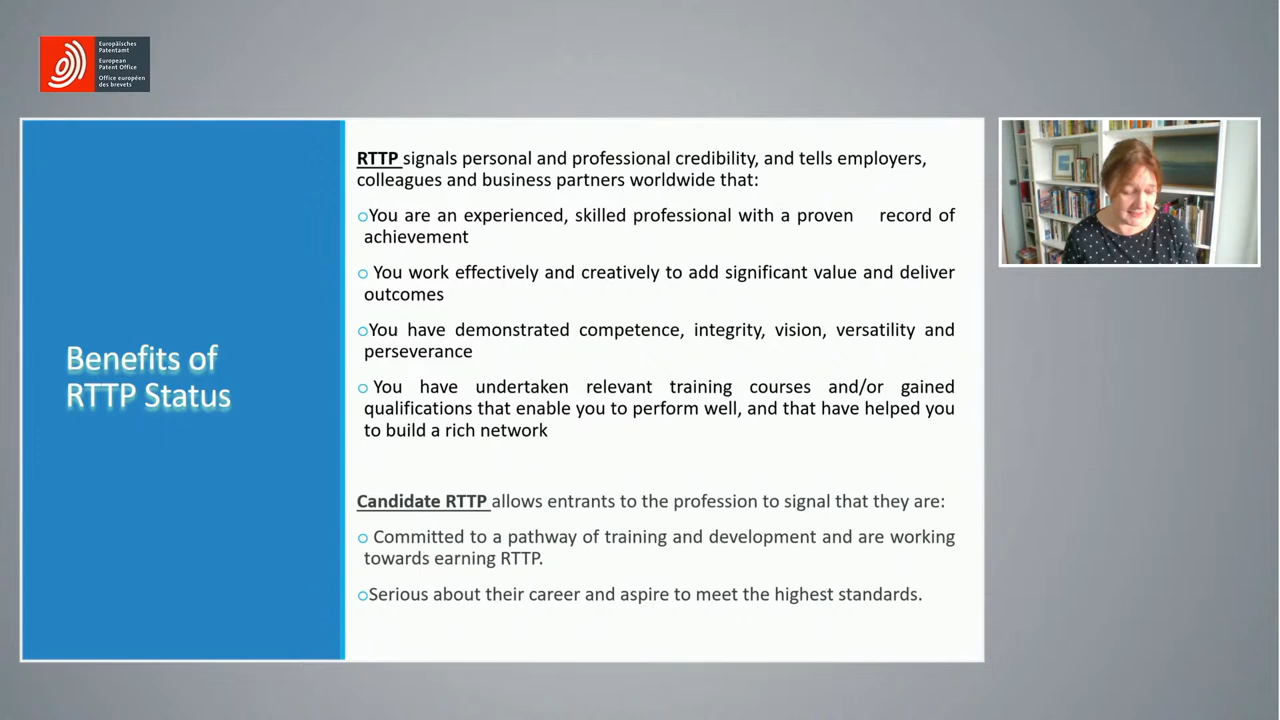 Europäisches
Patentamt
European
Patent Office
Office européen
des brevets
Benefits of
RTTP Status
RTTP signals personal and professional credibility, and tells employers,
colleagues and business partners worldwide that:
oYou are an experienced, skilled professional with a proven record of
achievement
o You work effectively and creatively to add significant value and deliver
outcomes
oYou have demonstrated competence, integrity, vision, versatility and
perseverance
o You have undertaken relevant training courses and/or gained
qualifications that enable you to perform well, and that have helped you
to build a rich network
Candidate RTTP allows entrants to the profession to signal that they are:
o Committed to a pathway of training and development and are working
towards earning RTTP.
oSerious about their career and aspire to meet the highest standards.